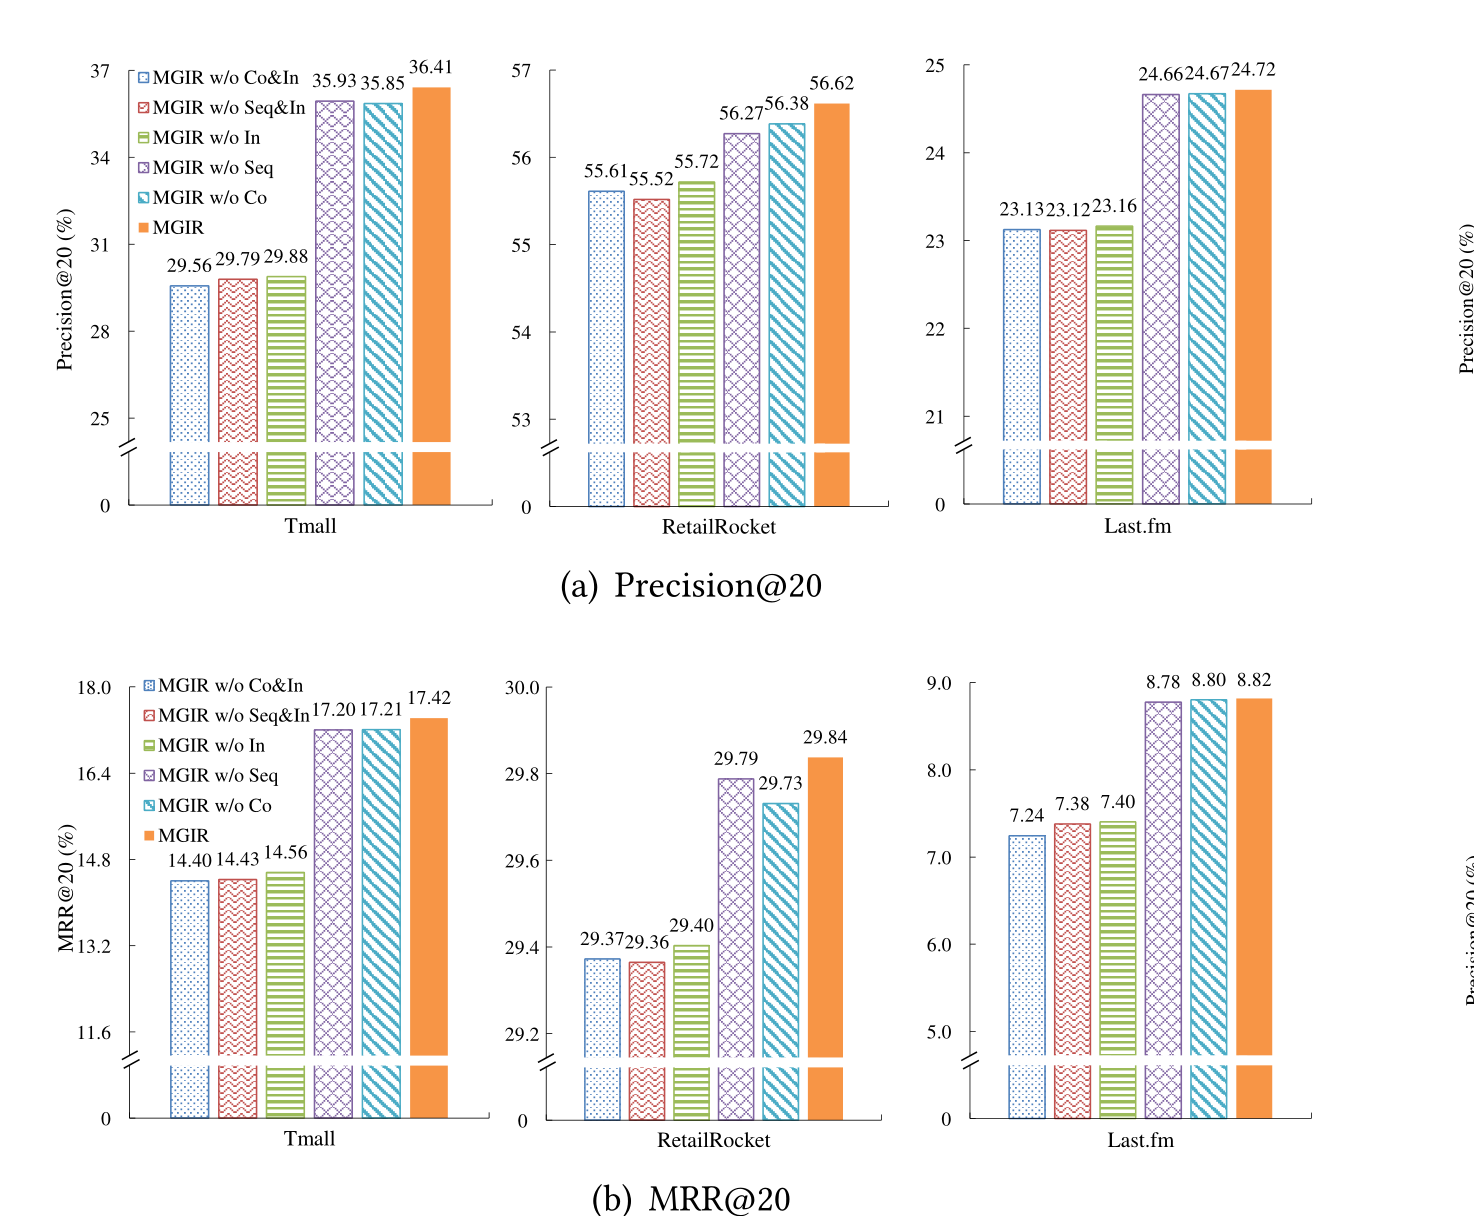 37
34
31
28
25
0
Precision@20 (%)
MGIR w/o Co&In
MGIR w/o Seq&In
MGIR w/o In
MGIR w/o Seq
MGIR w/o Co
MGIR
29.56 29.79 29.88 35.93 35.85 36.41
Tmall
57
56
55
54
53
0
55.61 55.52 55.72 56.27 56.38 56.62
RetailRocket
25
24
23
22
21
0
23.13 23.12 23.16 24.66 24.67 24.72
Last.fm
Precision@20 (%)
(a) Precision@20
18.0
16.4
14.8
13.2
11.6
0
MRR@20 (%)
MGIR w/o Co&In
MGIR w/o Seq&In
MGIR w/o In
MGIR w/o Seq
MGIR w/o Co
MGIR
14.40 14.43 14.56 17.20 17.21 17.42
Tmall
30.0
29.8
29.6
29.4
29.2
0
29.37 29.36 29.40 29.79 29.73 29.84
RetailRocket
9.0
8.0
7.0
6.0
5.0
0
7.24 7.38 7.40 8.78 8.80 8.82
Last.fm
Precision@20 (%)
(b) MRR@20